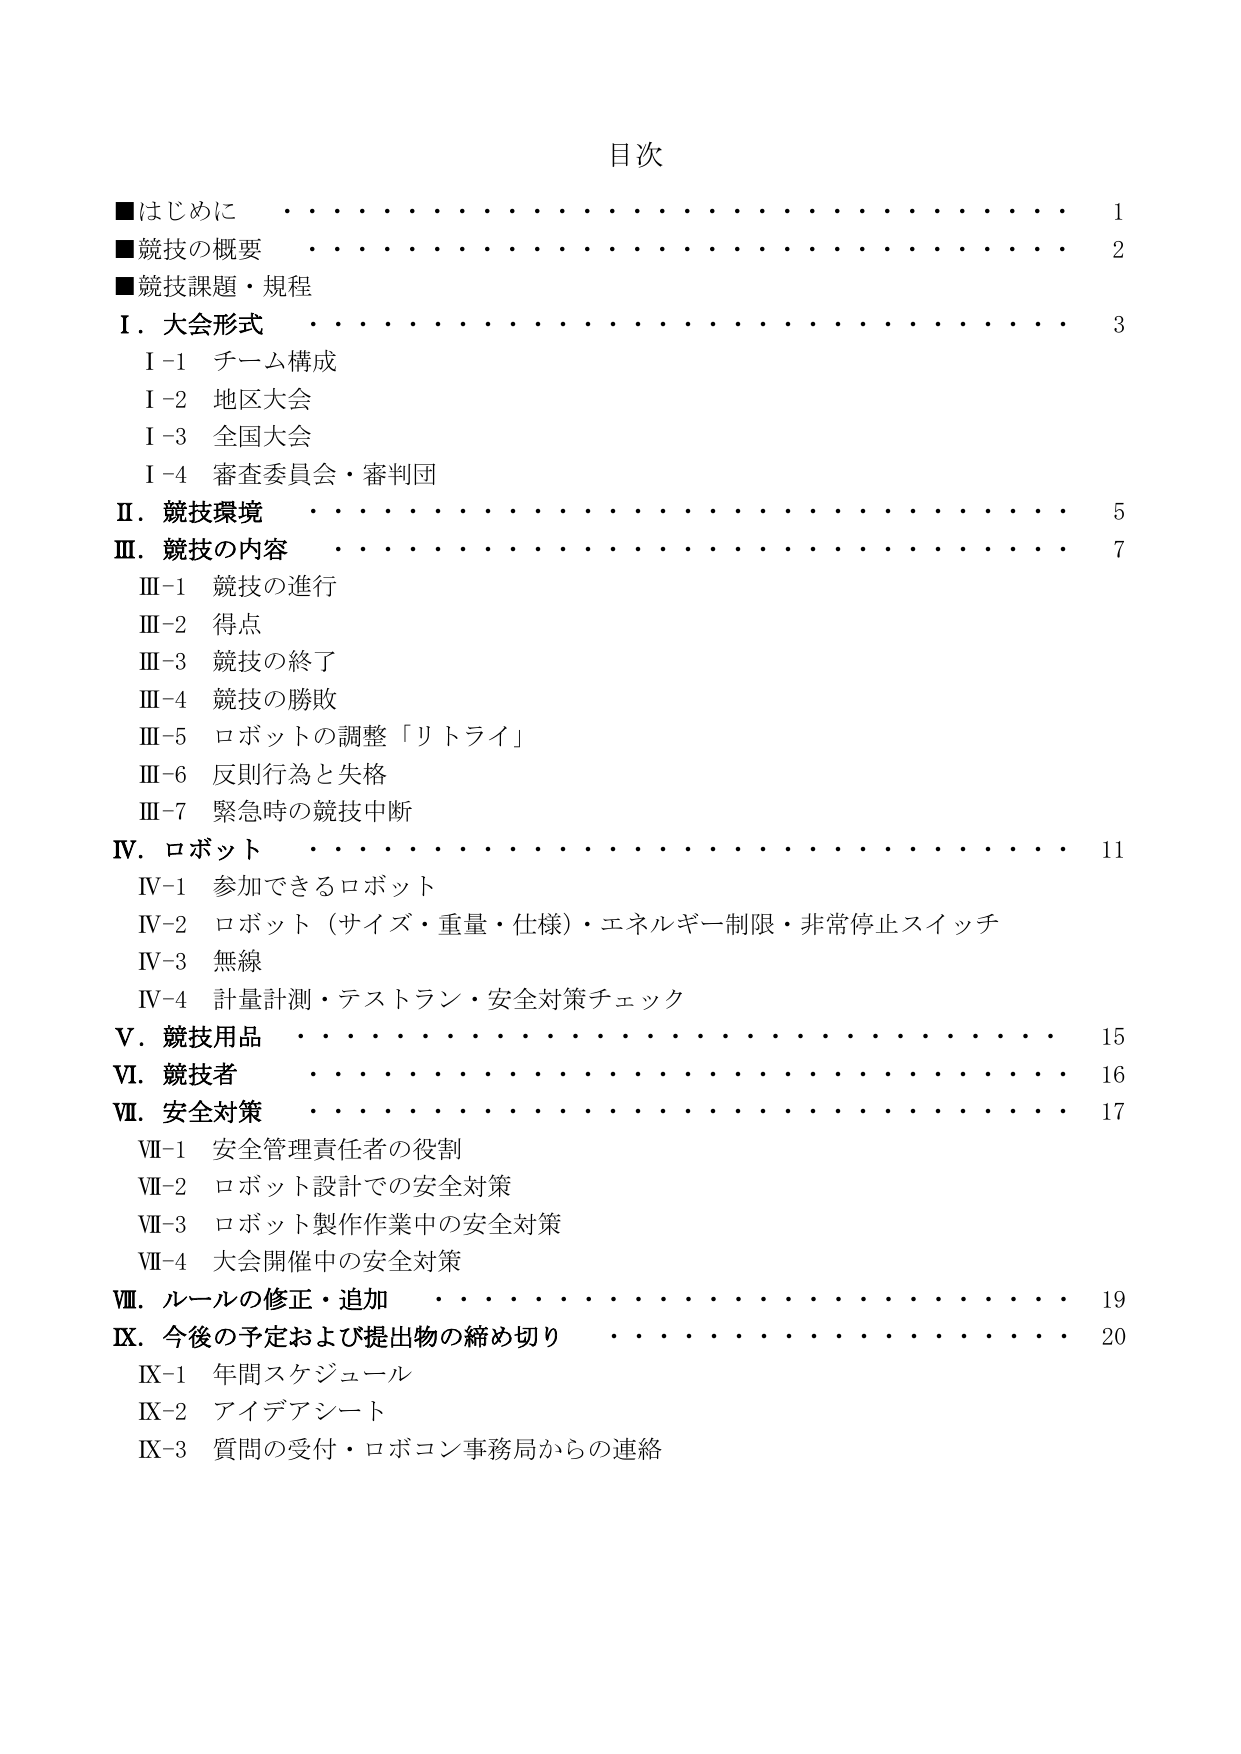 目次
■はじめに　・・・・・・・・・・・・・・・・・・・・・・・・・・・・・・・・　1
■競技の概要　・・・・・・・・・・・・・・・・・・・・・・・・・・・・・・・　2
■競技課題・規程
Ⅰ．大会形式　・・・・・・・・・・・・・・・・・・・・・・・・・・・・・・・　3
Ⅰ-1　チーム構成
Ⅰ-2　地区大会
Ⅰ-3　全国大会
Ⅰ-4　審査委員会・審判団
Ⅱ．競技環境　・・・・・・・・・・・・・・・・・・・・・・・・・・・・・・・　5
Ⅲ．競技の内容　・・・・・・・・・・・・・・・・・・・・・・・・・・・・・・　7
Ⅲ-1　競技の進行
Ⅲ-2　得点
Ⅲ-3　競技の終了
Ⅲ-4　競技の勝敗
Ⅲ-5　ロボットの調整「リトライ」
Ⅲ-6　反則行為と失格
Ⅲ-7　緊急時の競技中断
Ⅳ．ロボット　・・・・・・・・・・・・・・・・・・・・・・・・・・・・・・・　11
Ⅳ-1　参加できるロボット
Ⅳ-2　ロボット（サイズ・重量・仕様）・エネルギー制限・非常停止スイッチ
Ⅳ-3　無線
Ⅳ-4　計量計測・テストラン・安全対策チェック
Ⅴ．競技用品　・・・・・・・・・・・・・・・・・・・・・・・・・・・・・・・　15
Ⅵ．競技者　・・・・・・・・・・・・・・・・・・・・・・・・・・・・・・・　16
Ⅶ．安全対策　・・・・・・・・・・・・・・・・・・・・・・・・・・・・・・・　17
Ⅶ-1　安全管理責任者の役割
Ⅶ-2　ロボット設計での安全対策
Ⅶ-3　ロボット製作作業中の安全対策
Ⅶ-4　大会開催中の安全対策
Ⅷ．ルールの修正・追加　・・・・・・・・・・・・・・・・・・・・・・・・・・　19
Ⅸ．今後の予定および提出物の締め切り　・・・・・・・・・・・・・・・・・・・　20
Ⅸ-1　年間スケジュール
Ⅸ-2　アイデアシート
Ⅸ-3　質問の受付・ロボコン事務局からの連絡